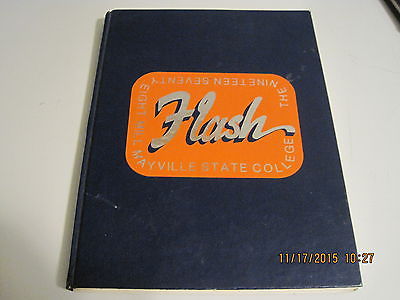 THE NINETEEN SEVENTY EIGHT
Flash
MAYVILLE STATE COLLEGE
11/17/2015 10:27